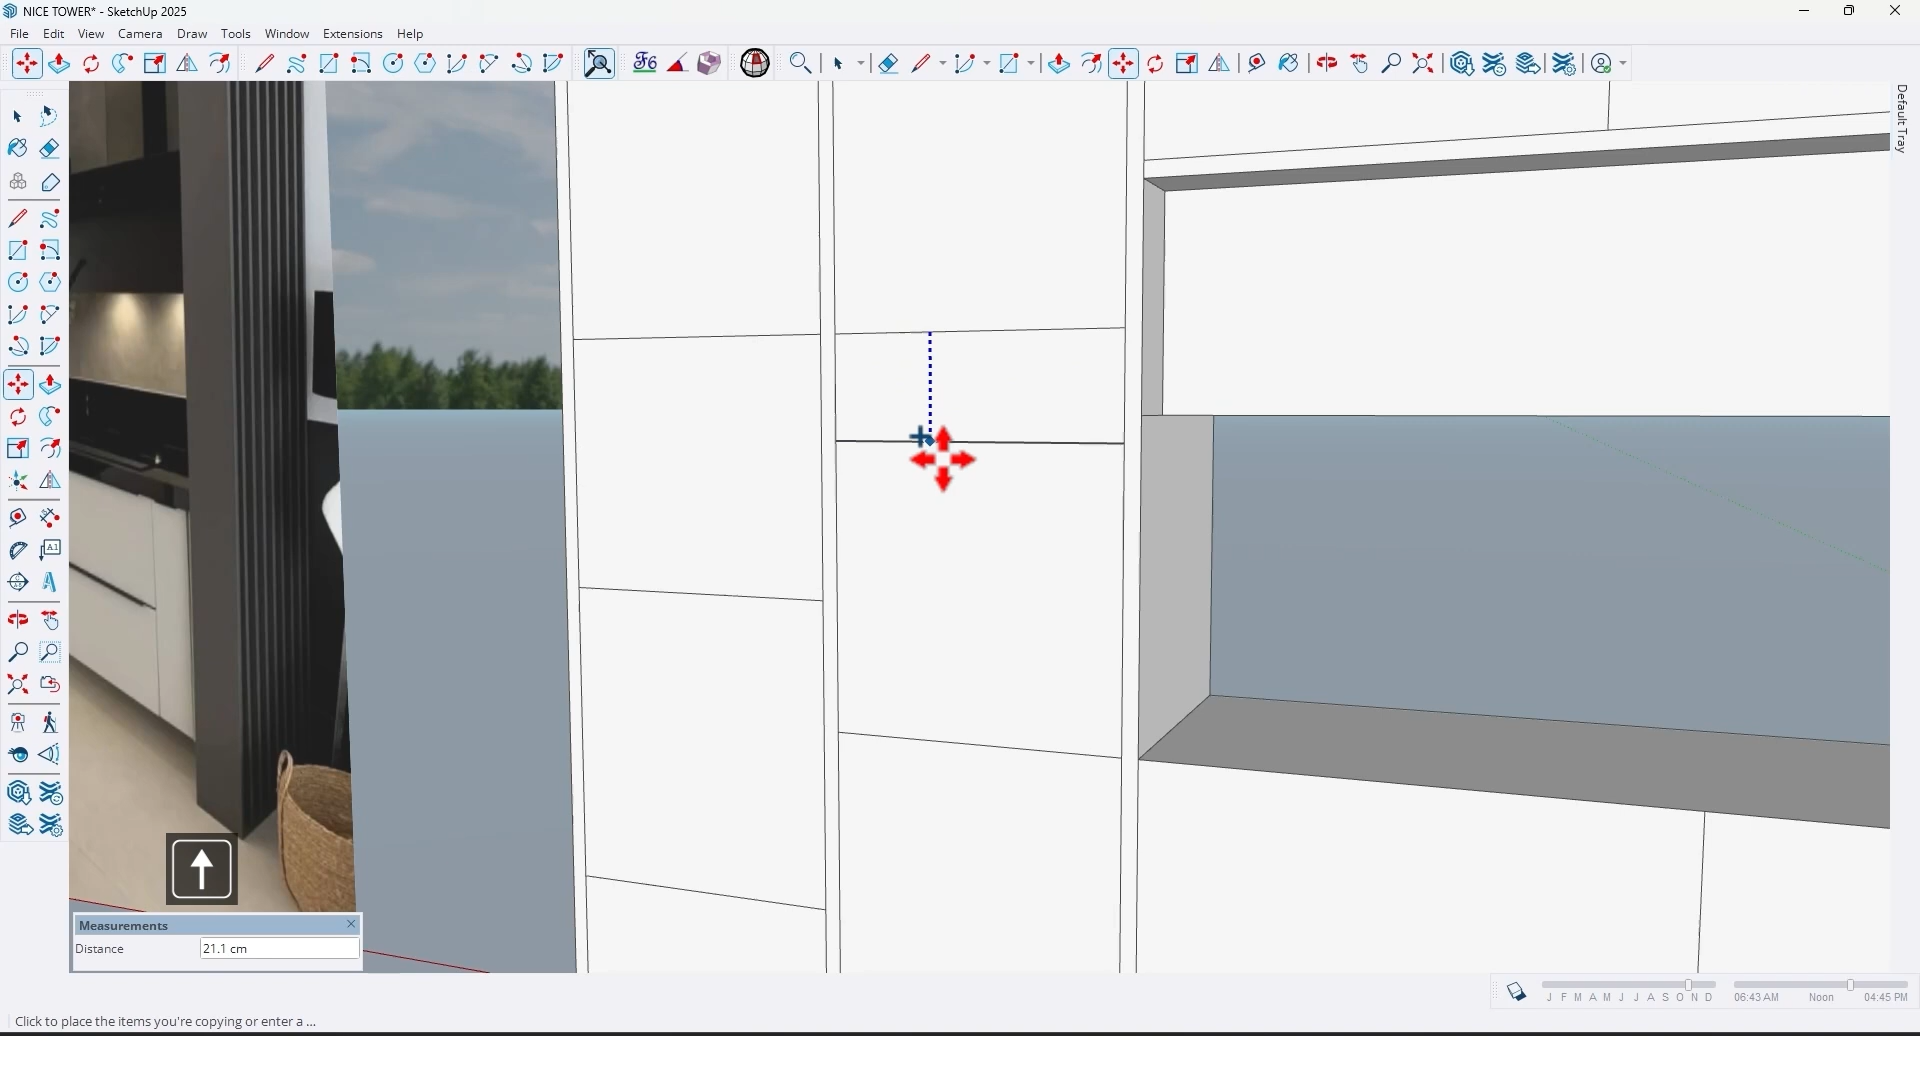 NICE TOWER* - SketchUp 2025
File Edit View Camera Draw Tools Window Extensions Help
Default Tray
A1
Measurements
Distance 21.1 cm
J F M A M J J A S O N D 06:43 AM Noon 04:45 PM
Click to place the items you're copying or enter a ...